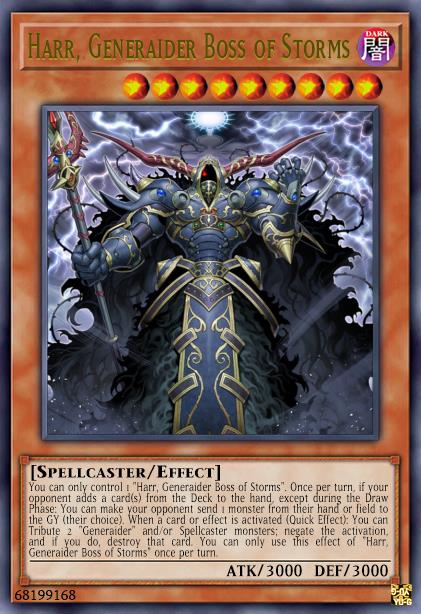 Harr, Generaider Boss of Storms
DARK
闇
[Spellcaster/Effect]
You can only control 1 "Harr, Generaider Boss of Storms". Once per turn, if your
opponent adds a card(s) from the Deck to the hand, except during the Draw
Phase: You can make your opponent send 1 monster from their hand or field to
the GY (their choice). When a card or effect is activated (Quick Effect): You can
Tribute 2 "Generaider" and/or Spellcaster monsters; negate the activation,
and if you do, destroy that card. You can only use this effect of "Harr,
Generaider Boss of Storms" once per turn.
ATK/3000 DEF/3000
68199168